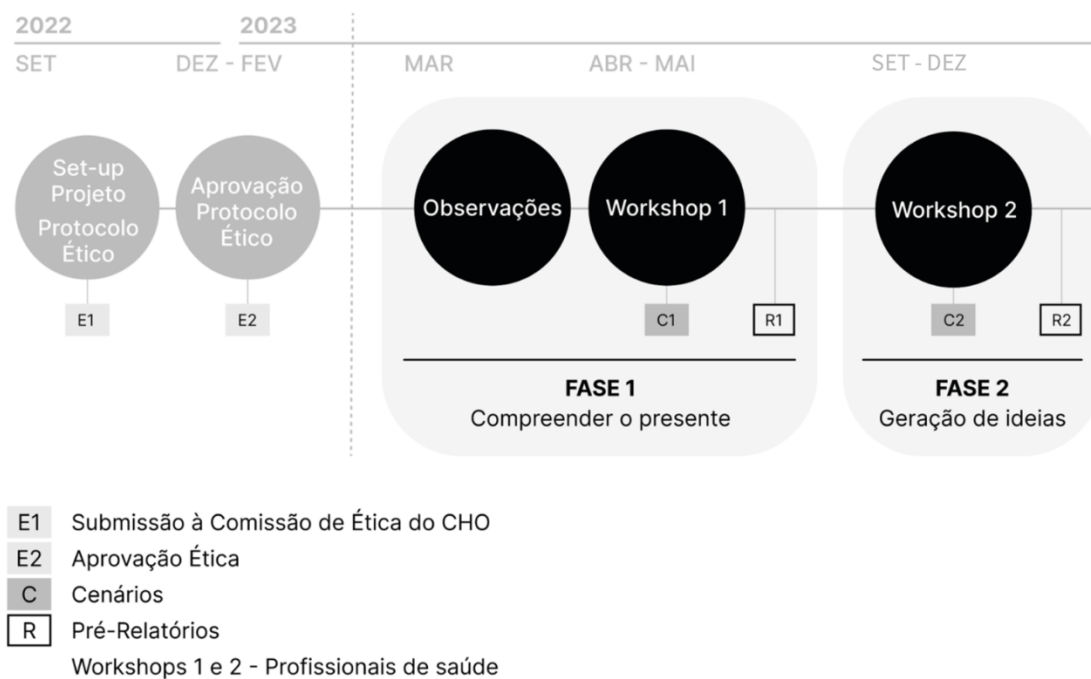 2022
2023
SET
DEZ - FEV
MAR
ABR - MAI
SET - DEZ
Set-up
Projeto
Protocolo
Ético
Aprovação
Protocolo
Ético
Observações
Workshop 1
Workshop 2
E1
E2
C1
R1
C2
R2
FASE 1
Compreender o presente
FASE 2
Geração de ideias
E1 Submissão à Comissão de Ética do CHO
E2 Aprovação Ética
C Cenários
R Pré-Relatórios
Workshops 1 e 2 - Profissionais de saúde